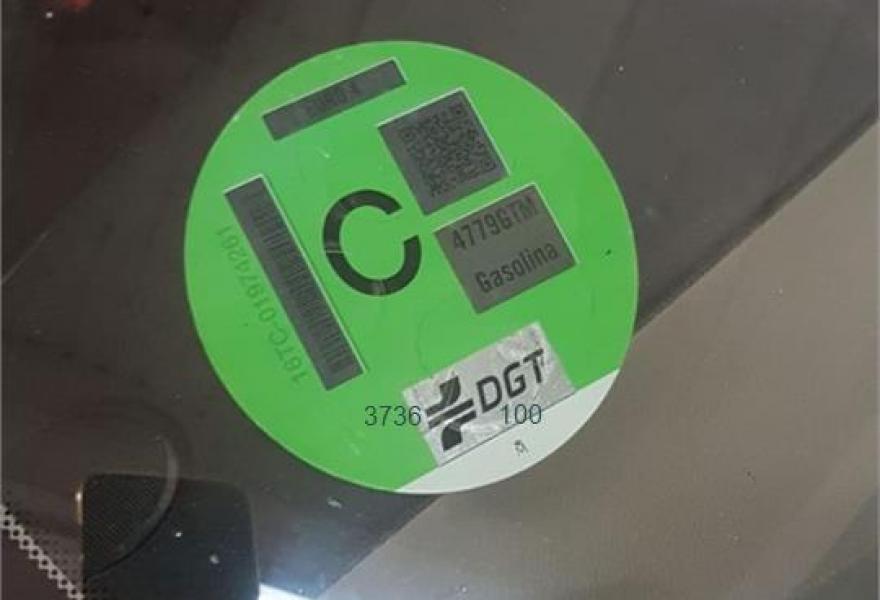 EURO 4
C
4779GTM
Gasolina
16TC-01974261
DGT
3736 100